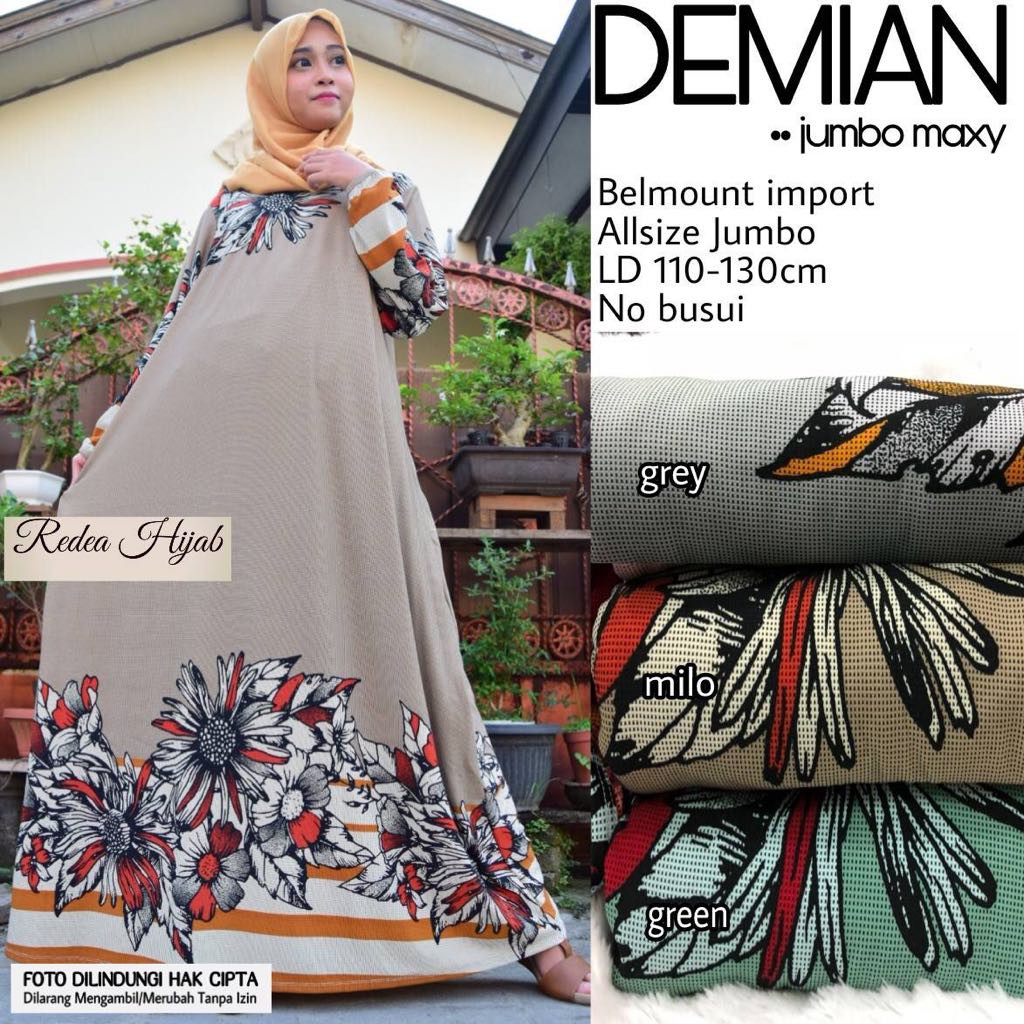 DEMIAN
•• jumbo maxy
Belmount import
Allsize Jumbo
LD 110-130cm
No busui
grey
Redea Hijab
milo
green
FOTO DILINDUNGI HAK CIPTA
Dilarang Mengambil/Merubah Tanpa Izin